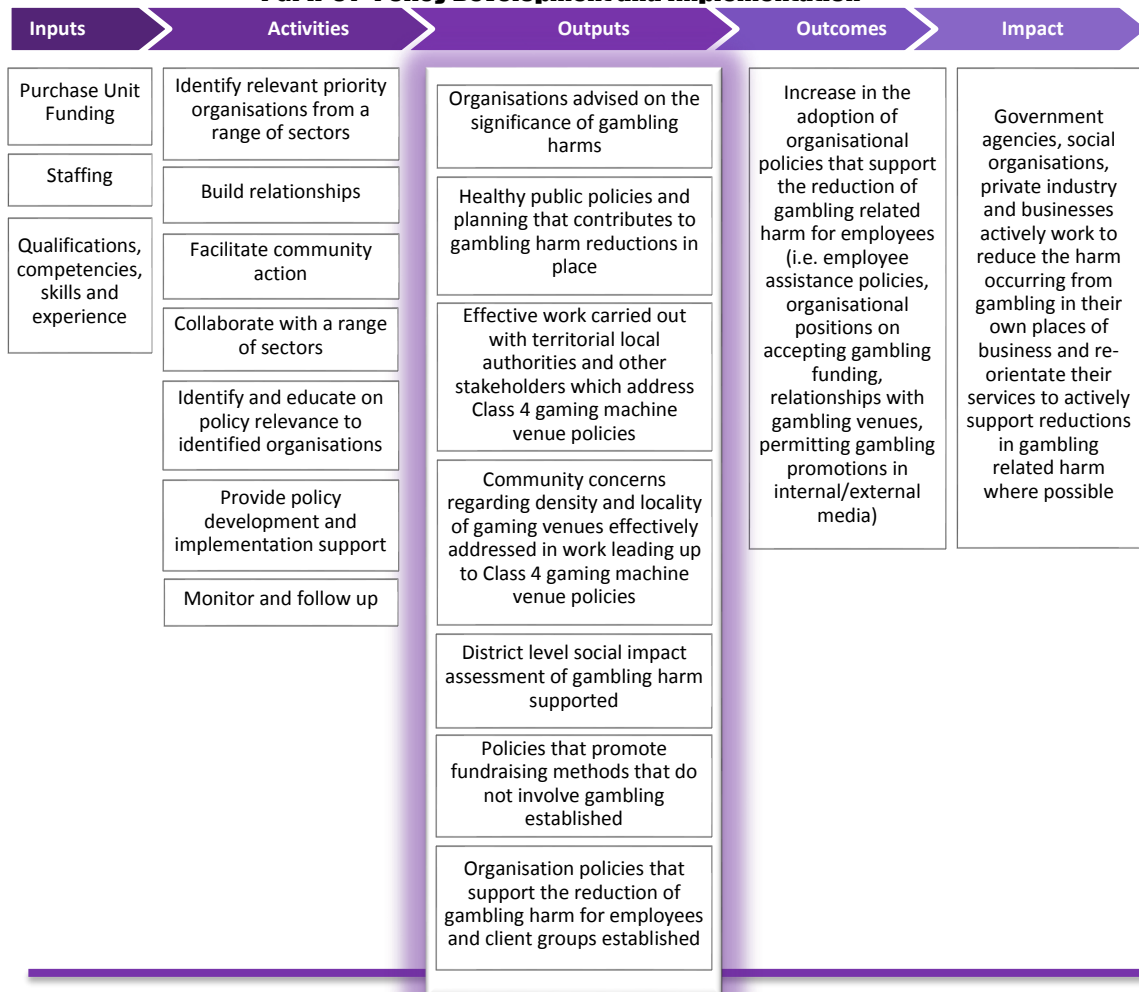 Inputs
Activities
Outputs
Outcomes
Impact
Purchase Unit
Funding
Staffing
Qualifications,
competencies,
skills and
experience
Identify relevant priority
organisations from a
range of sectors
Build relationships
Facilitate community
action
Collaborate with a range
of sectors
Identify and educate on
policy relevance to
identified organisations
Provide policy
development and
implementation support
Monitor and follow up
Organisations advised on the
significance of gambling
harms
Healthy public policies and
planning that contributes to
gambling harm reductions in
place
Effective work carried out
with territorial local
authorities and other
stakeholders which address
Class 4 gaming machine
venue policies
Community concerns
regarding density and locality
of gaming venues effectively
addressed in work leading up
to Class 4 gaming machine
venue policies
District level social impact
assessment of gambling harm
supported
Policies that promote
fundraising methods that do
not involve gambling
established
Organisation policies that
support the reduction of
gambling harm for employees
and client groups established
Increase in the
adoption of
organisational
policies that support
the reduction of
gambling related
harm for employees
(i.e. employee
assistance policies,
organisational
positions on
accepting gambling
funding,
relationships with
gambling venues,
permitting gambling
promotions in
internal/external
media)
Government
agencies, social
organisations,
private industry
and businesses
actively work to
reduce the harm
occurring from
gambling in their
own places of
business and re-
orientate their
services to actively
support reductions
in gambling
related harm
where possible